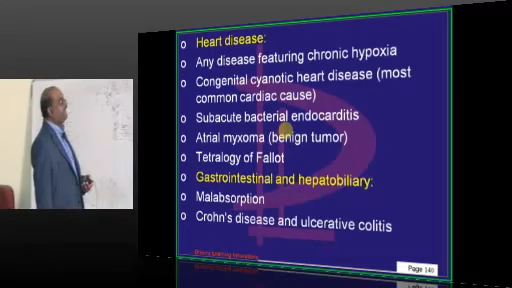 Heart disease:
Any disease featuring chronic hypoxia
Congenital cyanotic heart disease (most
common cardiac cause)
Subacute bacterial endocarditis
Atrial myxoma (benign tumor)
Tetralogy of Fallot
Gastrointestinal and hepatobiliary:
Malabsorption
Crohn's disease and ulcerative colitis
Page 140